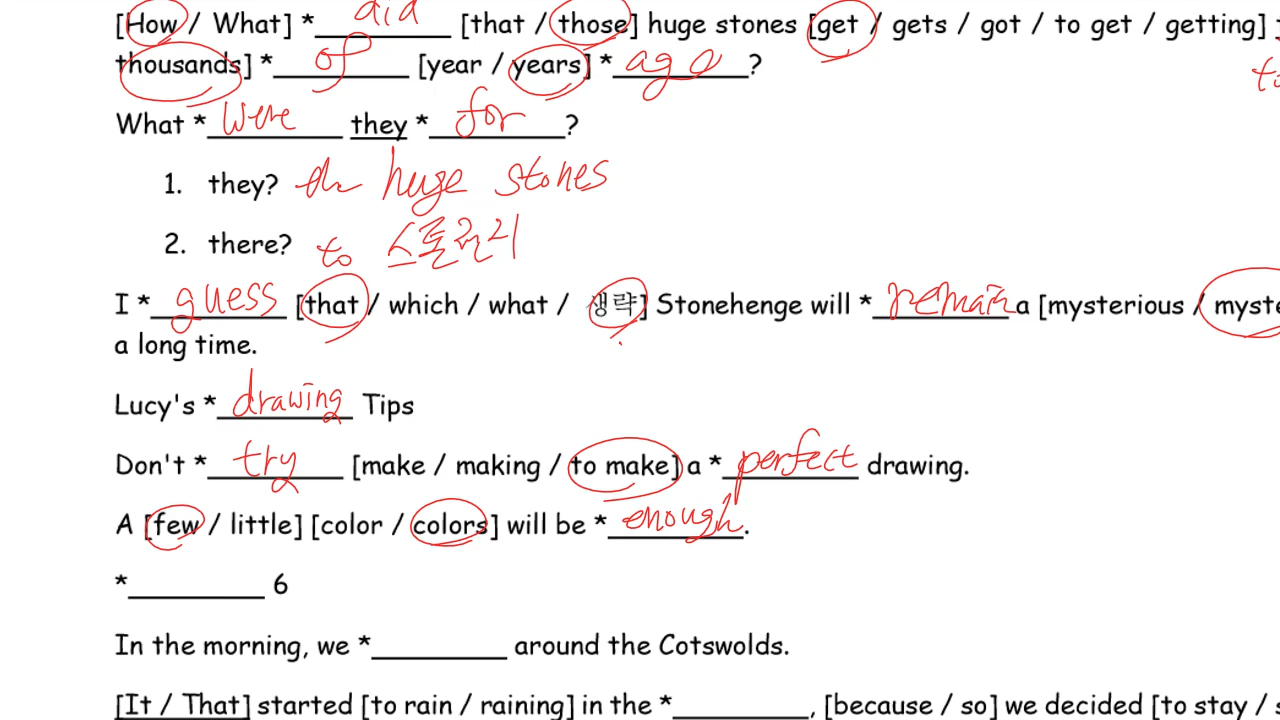 [How / What] * did [that / those] huge stones [get / gets / got / to get / getting]
thousands] * of [year / years] * ago ?
What * were they * for ?
1. they? the huge stones
2. there? to 스톤헨지
I * guess [that / which / what / 생략] Stonehenge will * remain a [mysterious /
a long time.
Lucy's * drawing Tips
Don't * try [make / making / to make] a * perfect drawing.
A [few / little] [color / colors] will be * enough.
*__________ 6
In the morning, we *__________ around the Cotswolds.
[It / That] started [to rain / raining] in the *__________, [because / so] we decided [to stay /